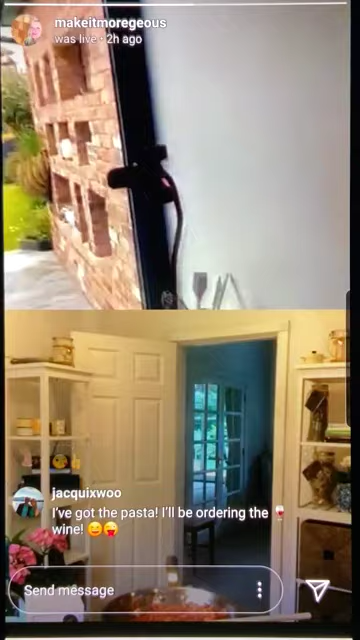 makeitmoregeous
was live • 2h ago
jacquixwoo
I've got the pasta! I'll be ordering the 🍷
wine! 😋😝
Send message